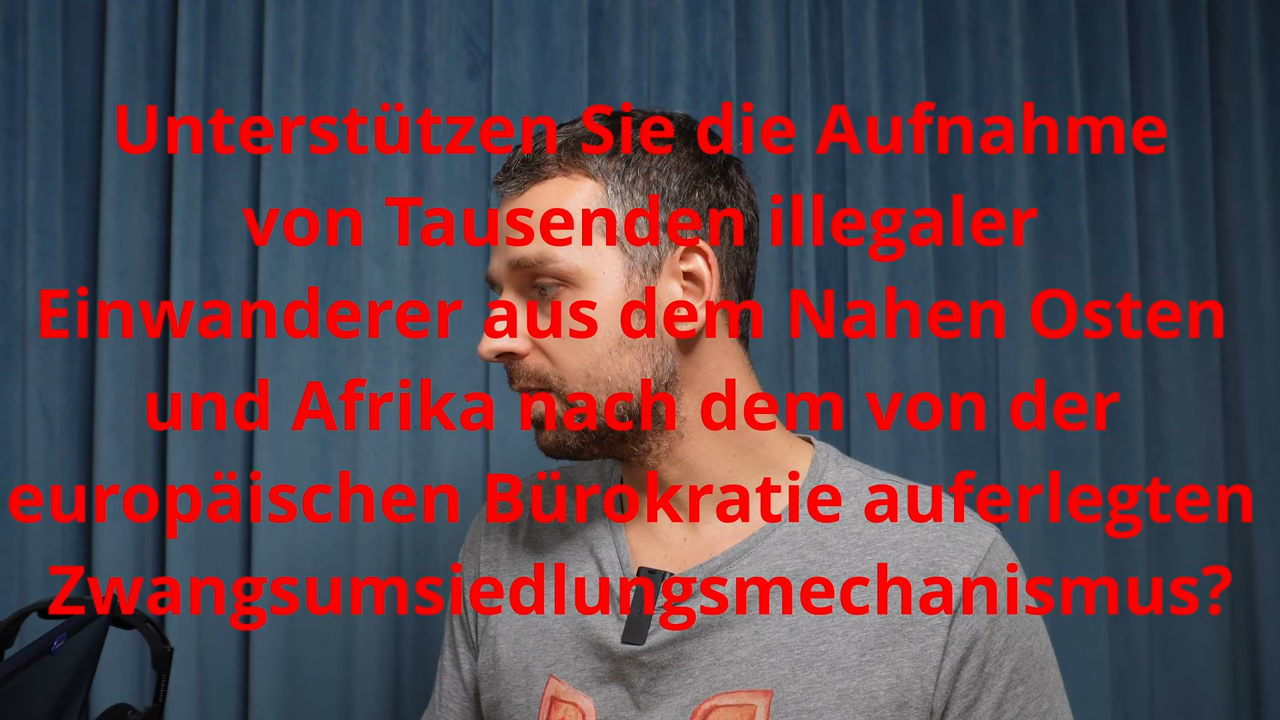 Unterstützen Sie die Aufnahme
von Tausenden illegaler
Einwanderer aus dem Nahen Osten
und Afrika nach dem von der
europäischen Bürokratie auferlegten
Zwangsumsiedlungsmechanismus?